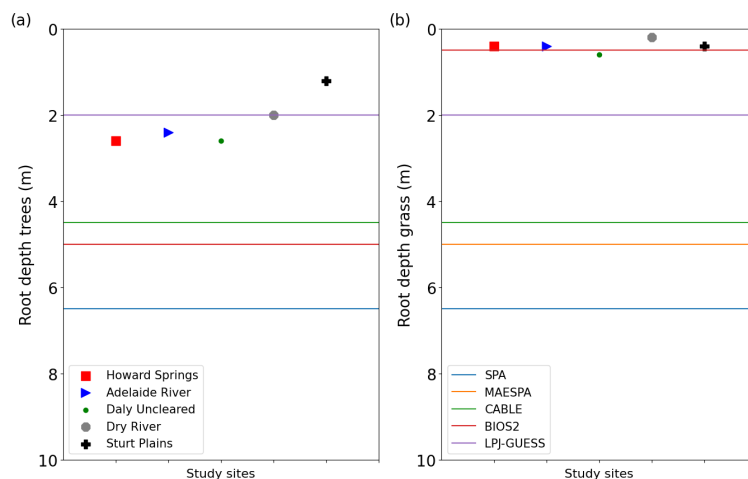 (a)
Root depth trees (m)
0
2
4
6
8
10
Howard Springs
Adelaide River
Daly Uncleared
Dry River
Sturt Plains
Study sites
(b)
Root depth grass (m)
0
2
4
6
8
10
SPA
MAESPA
CABLE
BIOS2
LPJ-GUESS
Study sites